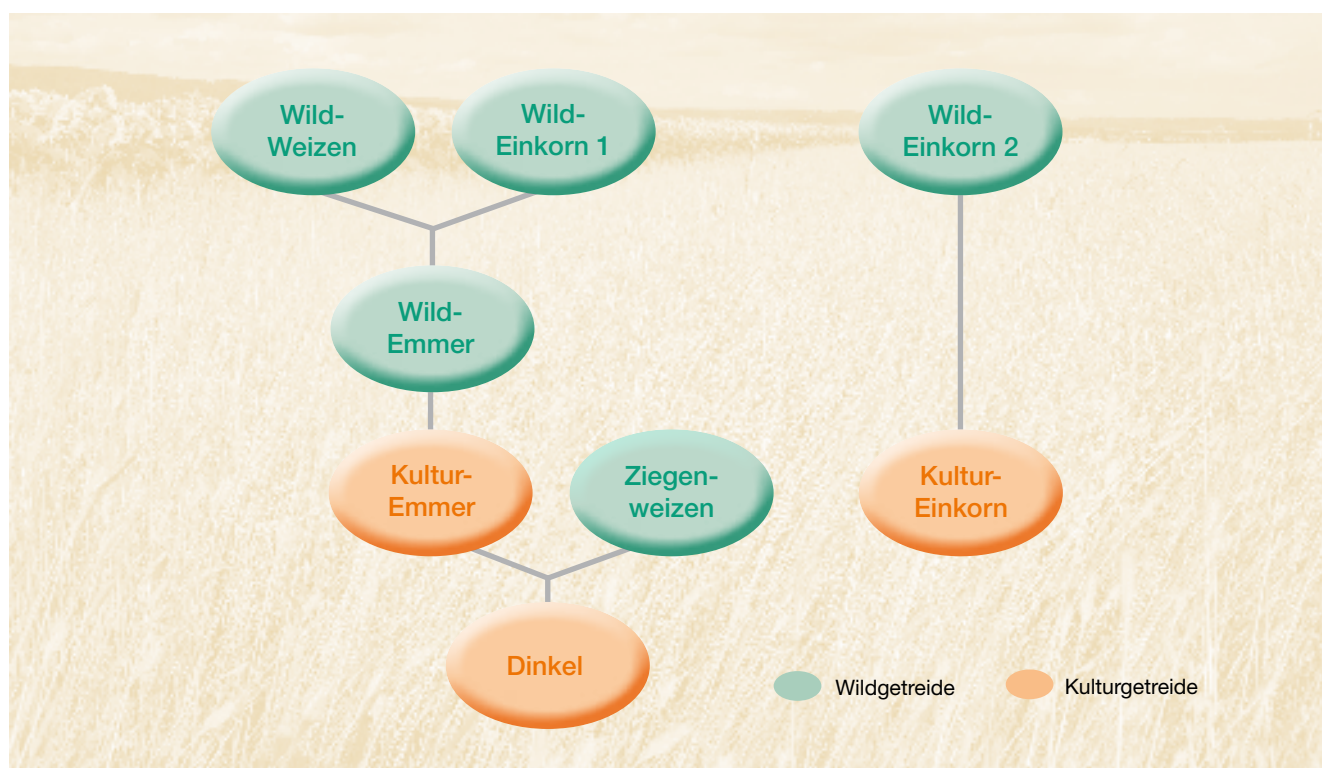 Wild-
Weizen
Wild-
Einkorn 1
Wild-
Einkorn 2
Wild-
Emmer
Kultur-
Emmer
Ziegen-
weizen
Kultur-
Einkorn
Dinkel
Wildgetreide
Kulturgetreide